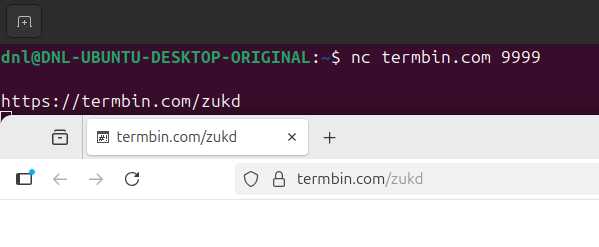 dnl@DNL-UBUNTU-DESKTOP-ORIGINAL:~$ nc termbin.com 9999
https://termbin.com/zukd
termbin.com/zukd
termbin.com/zukd